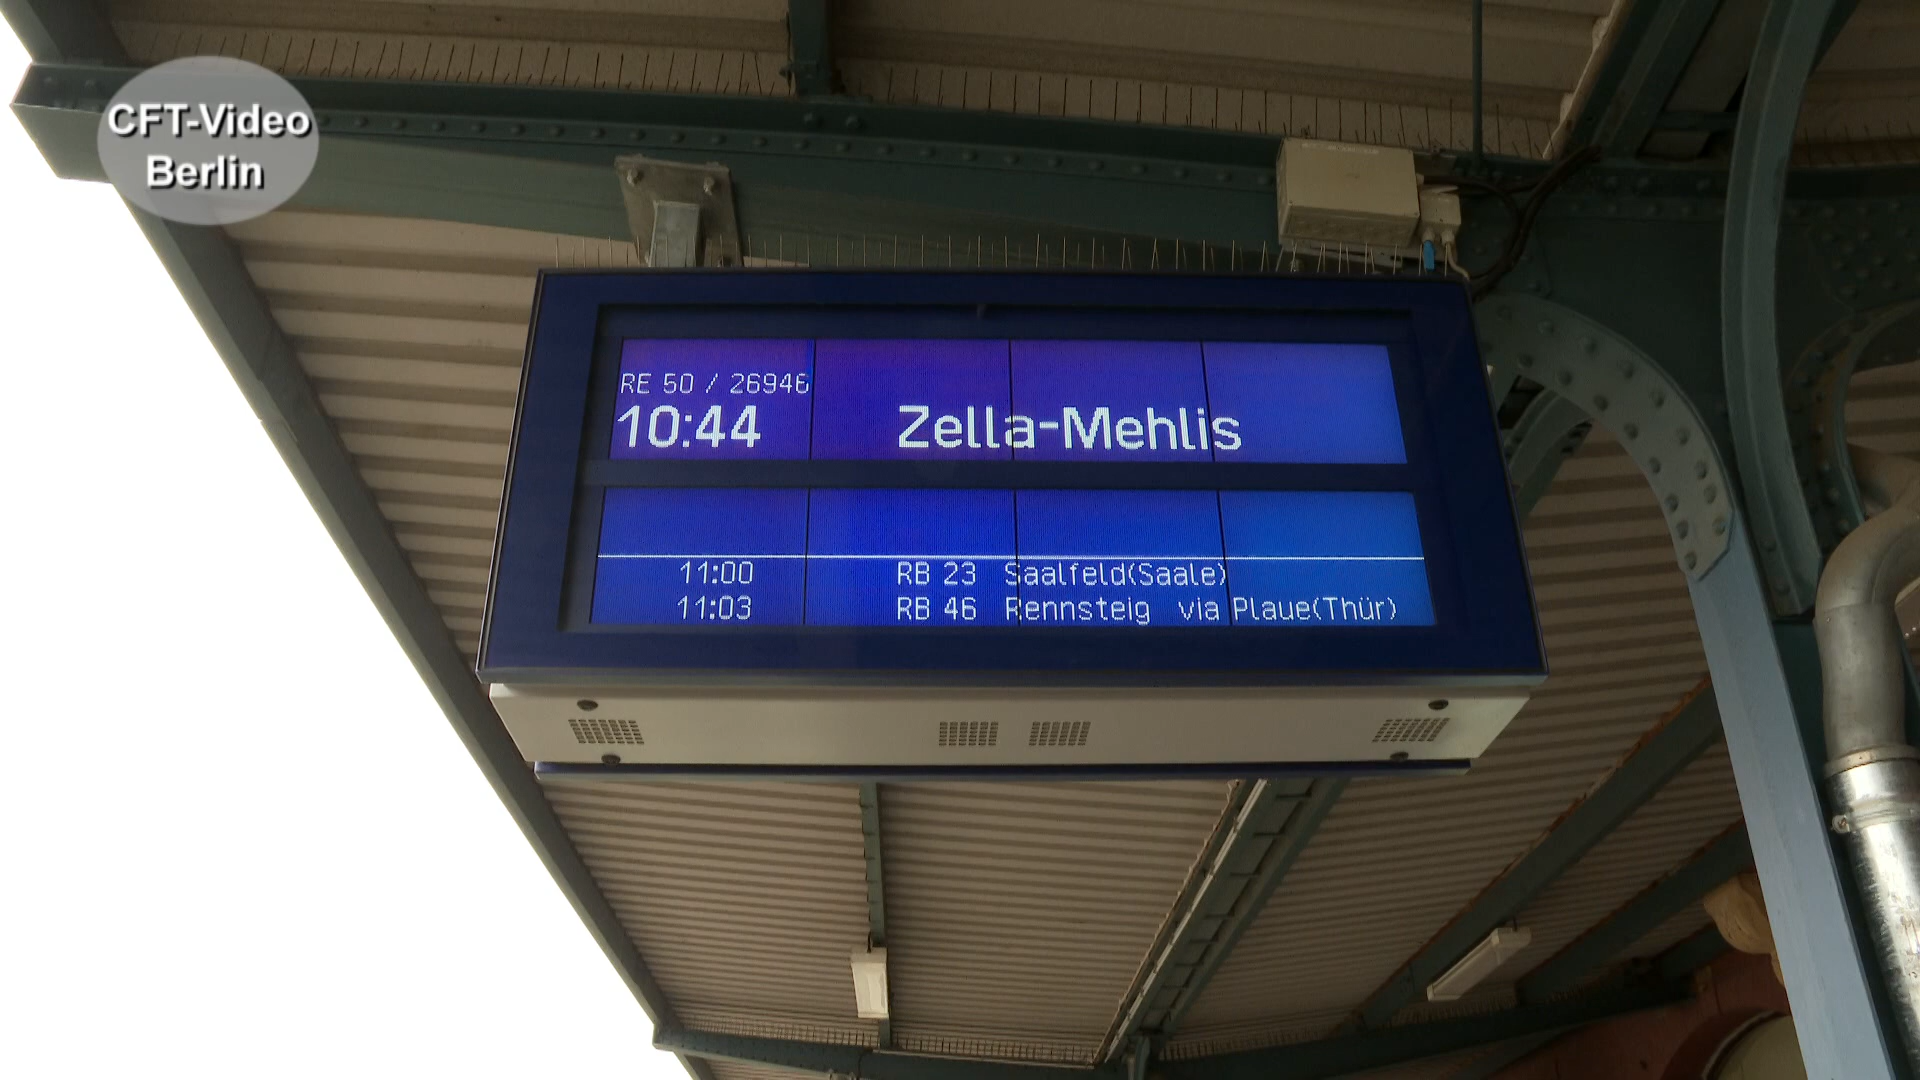 CFT-Video
Berlin
RE 50 / 26946
10:44 Zella-Mehlis
11:00 RB 23 Saalfeld(Saale)
11:03 RB 46 Rennsteig via Plaue(Thür)